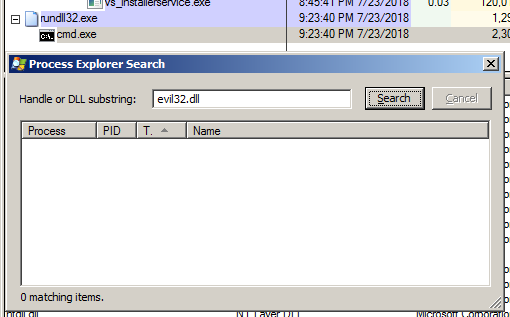 vs_installerservice.exe 8:45:41 PM 7/23/2018 0.03 120,0
rundll32.exe 9:23:40 PM 7/23/2018 1,29
cmd.exe 9:23:40 PM 7/23/2018 2,30
Process Explorer Search
Handle or DLL substring: evil32.dll Search Cancel
Process PID T. Name
0 matching items.
NT Layer DLL Microsoft Corporatio